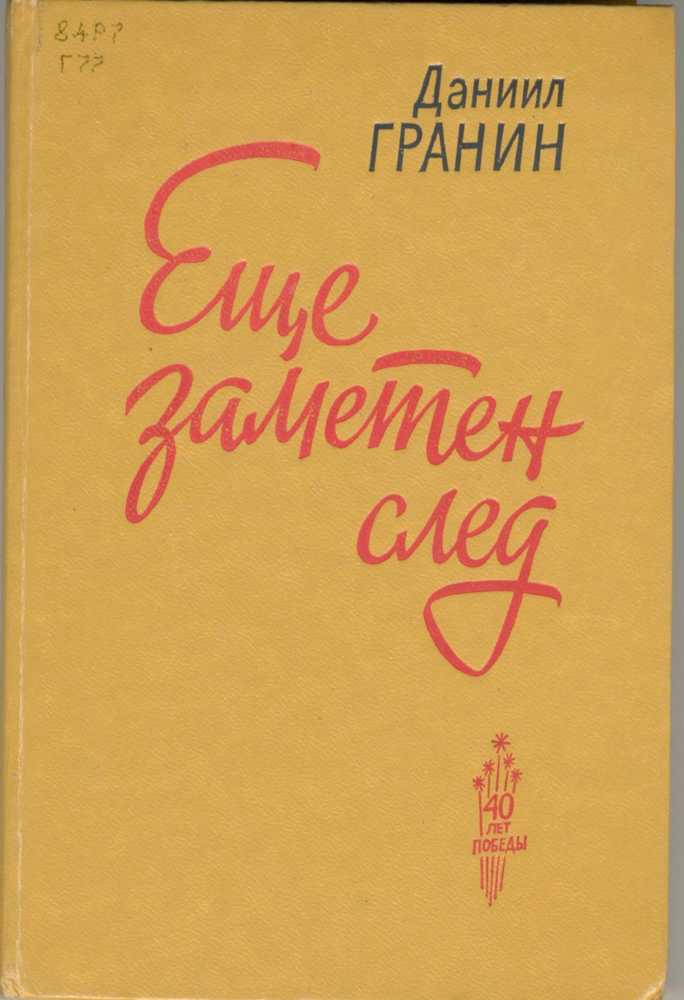 84Р7
Г77
Даниил
ГРАНИН
Еще
заметен
след
40
ЛЕТ
ПОБЕДЫ